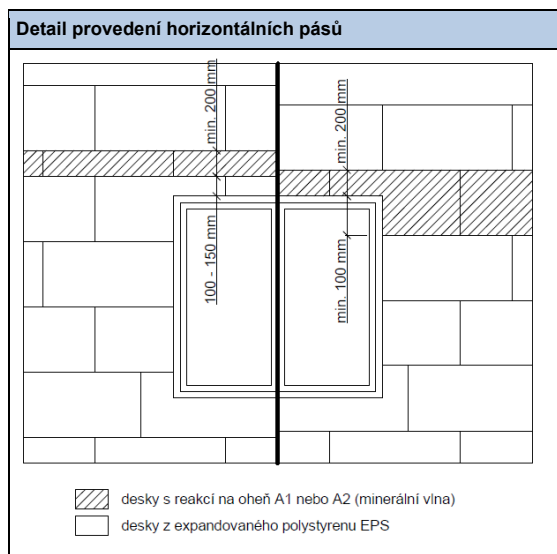 Detail provedení horizontálních pásů
min. 200 mm
min. 200 mm
100 - 150 mm
min. 100 mm
desky s reakcí na oheň A1 nebo A2 (minerální vlna)
desky z expandovaného polystyrenu EPS